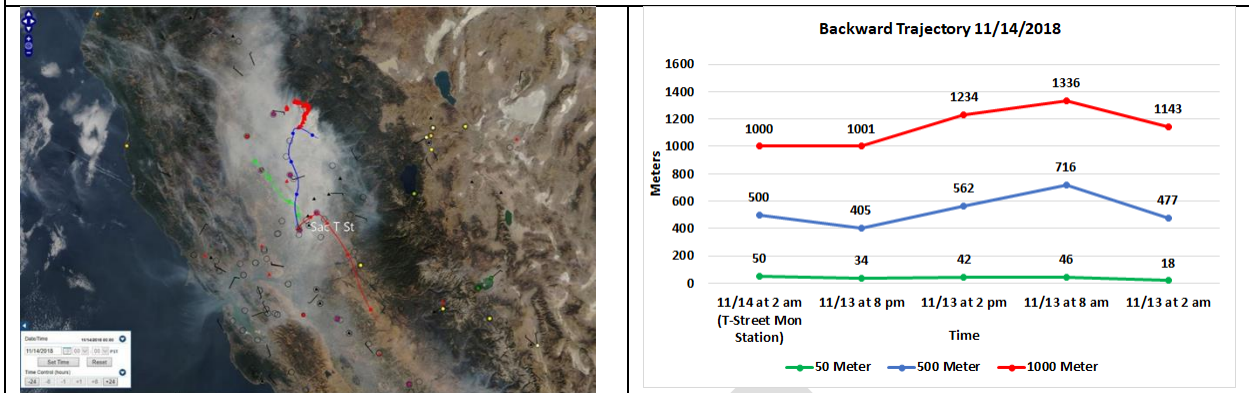 Sac T St
Date/Time
11/14/2018
PST
Set Time
Reset
Time Control (hours)
-24
-1
+1
+24
Backward Trajectory 11/14/2018
Meters
1600
1400
1200
1000
800
600
400
200
0
1000 1001 1234 1336 1143
500 405 562 716 477
50 34 42 46 18
11/14 at 2 am 11/13 at 8 pm 11/13 at 2 pm 11/13 at 8 am 11/13 at 2 am
(T-Street Mon
Station)
Time
50 Meter 500 Meter 1000 Meter